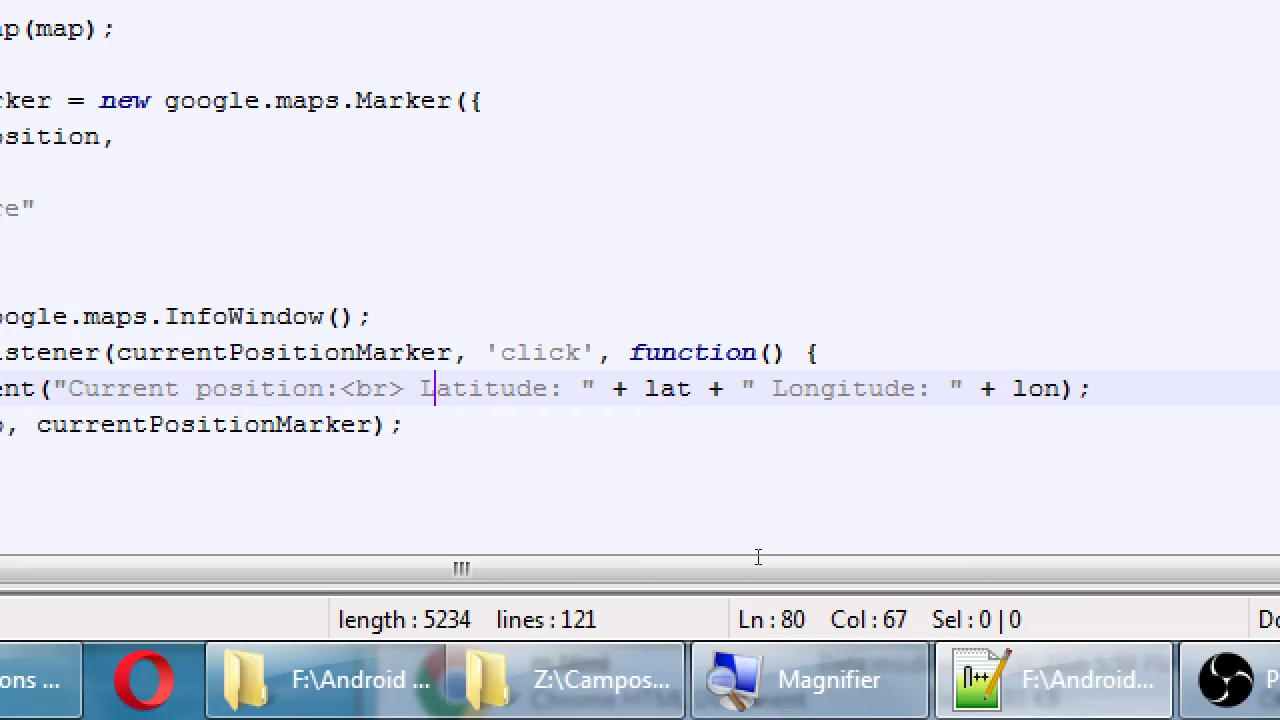 ap(map);
rker = new google.maps.Marker({
osition,
re"
oogle.maps.InfoWindow();
istener(currentPositionMarker, 'click', function() {
ent("Current position:<br> Latitude: " + lat + " Longitude: " + lon);
, currentPositionMarker);
length : 5234 lines : 121 Ln : 80 Col : 67 Sel : 0 | 0 Do
ons ... F:\Android ... Z:\Campos... Magnifier F:\Android... P